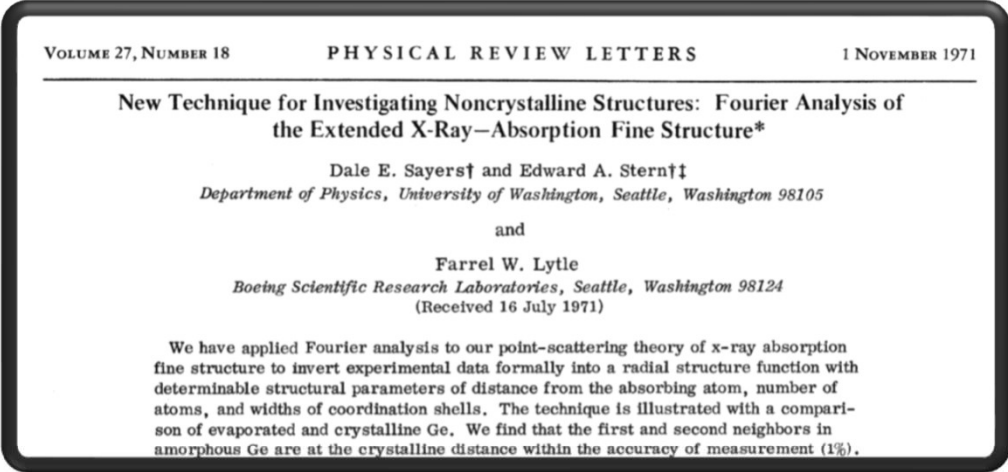 VOLUME 27, NUMBER 18 PHYSICAL REVIEW LETTERS 1 NOVEMBER 1971
New Technique for Investigating Noncrystalline Structures: Fourier Analysis of
the Extended X-Ray—Absorption Fine Structure*
Dale E. Sayers† and Edward A. Stern†‡
Department of Physics, University of Washington, Seattle, Washington 98105
and
Farrel W. Lytle
Boeing Scientific Research Laboratories, Seattle, Washington 98124
(Received 16 July 1971)
We have applied Fourier analysis to our point-scattering theory of x-ray absorption
fine structure to invert experimental data formally into a radial structure function with
determinable structural parameters of distance from the absorbing atom, number of
atoms, and widths of coordination shells. The technique is illustrated with a compari-
son of evaporated and crystalline Ge. We find that the first and second neighbors in
amorphous Ge are at the crystalline distance within the accuracy of measurement (1%).